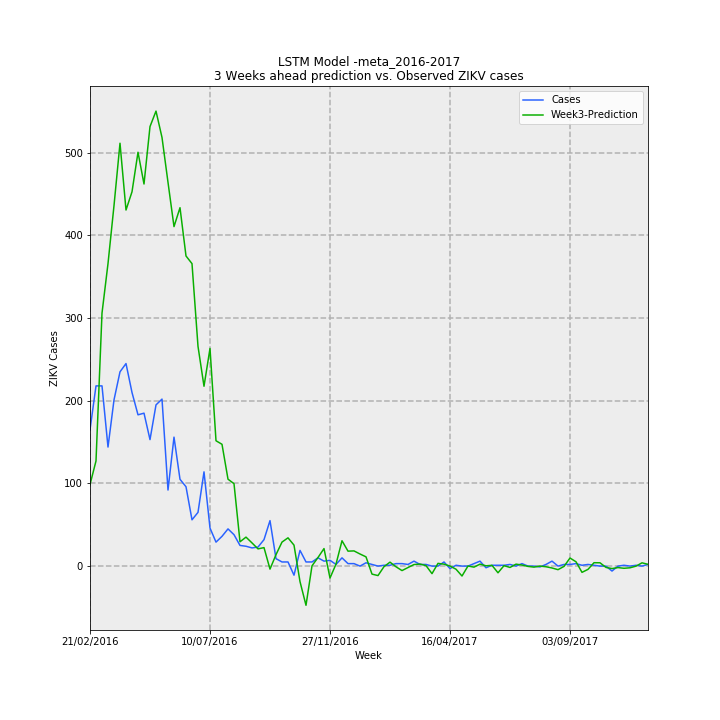 LSTM Model -meta_2016-2017
3 Weeks ahead prediction vs. Observed ZIKV cases
Cases
Week3-Prediction
500
400
300
200
100
0
ZIKV Cases
21/02/2016
10/07/2016
27/11/2016
16/04/2017
03/09/2017
Week